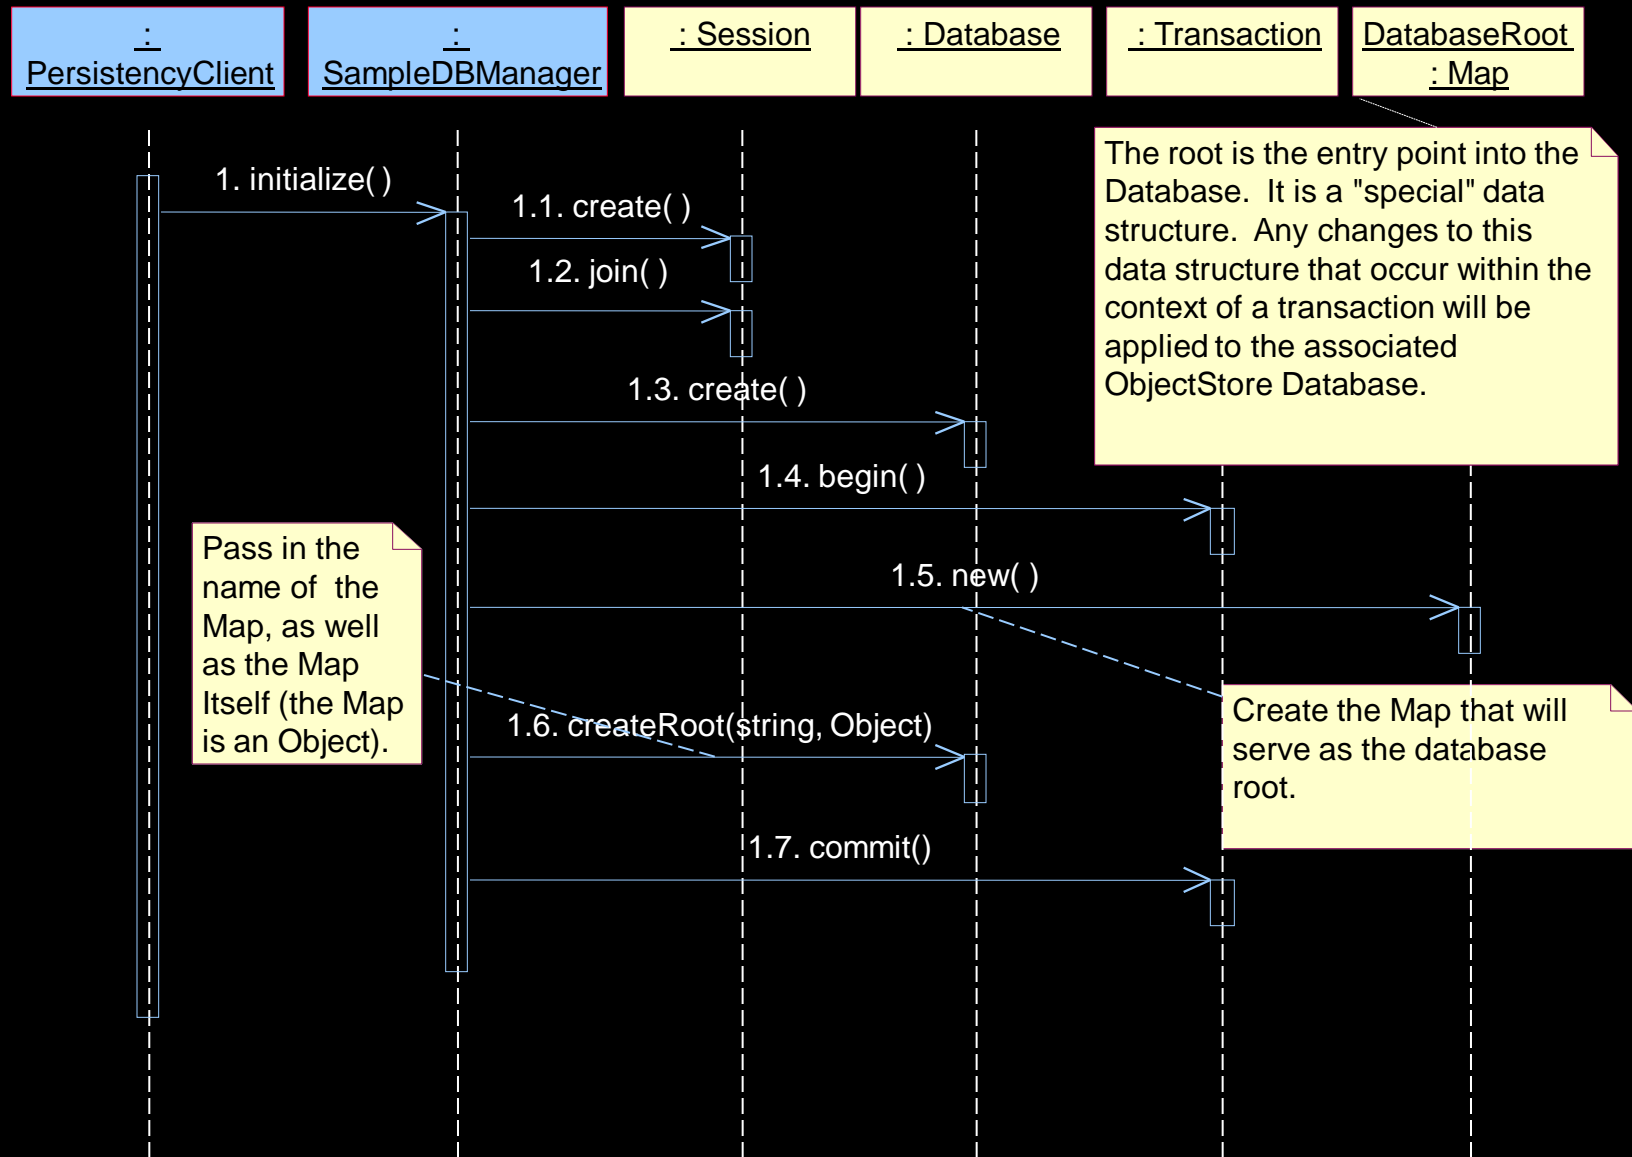 :
PersistencyClient
:
SampleDBManager
: Session
: Database
: Transaction
DatabaseRoot
: Map
The root is the entry point into the
Database.  It is a "special" data
structure.  Any changes to this
data structure that occur within the
context of a transaction will be
applied to the associated
ObjectStore Database.
1. initialize( )
1.1. create( )
1.2. join( )
1.3. create( )
1.4. begin( )
Pass in the
name of  the
Map, as well
as the Map
Itself (the Map
is an Object).
1.5. new( )
1.6. createRoot(string, Object)
Create the Map that will
serve as the database
root.
1.7. commit()